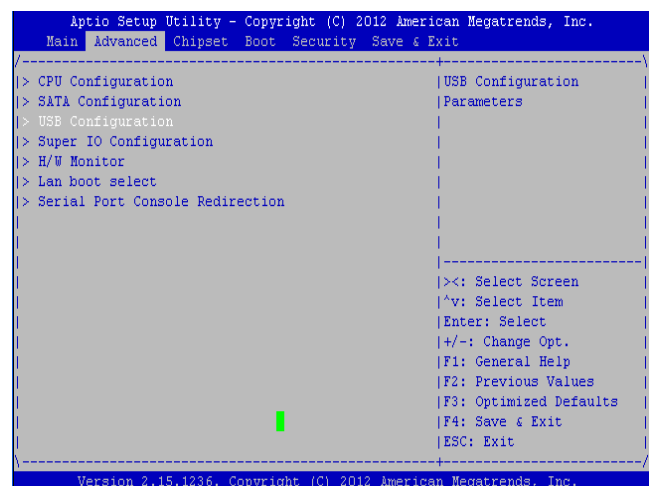 Aptio Setup Utility - Copyright (C) 2012 American Megatrends, Inc.
Main Advanced Chipset Boot Security Save & Exit
> CPU Configuration
> SATA Configuration
> USB Configuration
> Super IO Configuration
> H/W Monitor
> Lan boot select
> Serial Port Console Redirection
USB Configuration
Parameters
><: Select Screen
^v: Select Item
Enter: Select
+/-: Change Opt.
F1: General Help
F2: Previous Values
F3: Optimized Defaults
F4: Save & Exit
ESC: Exit
Version 2.15.1236. Copyright (C) 2012 American Megatrends, Inc.